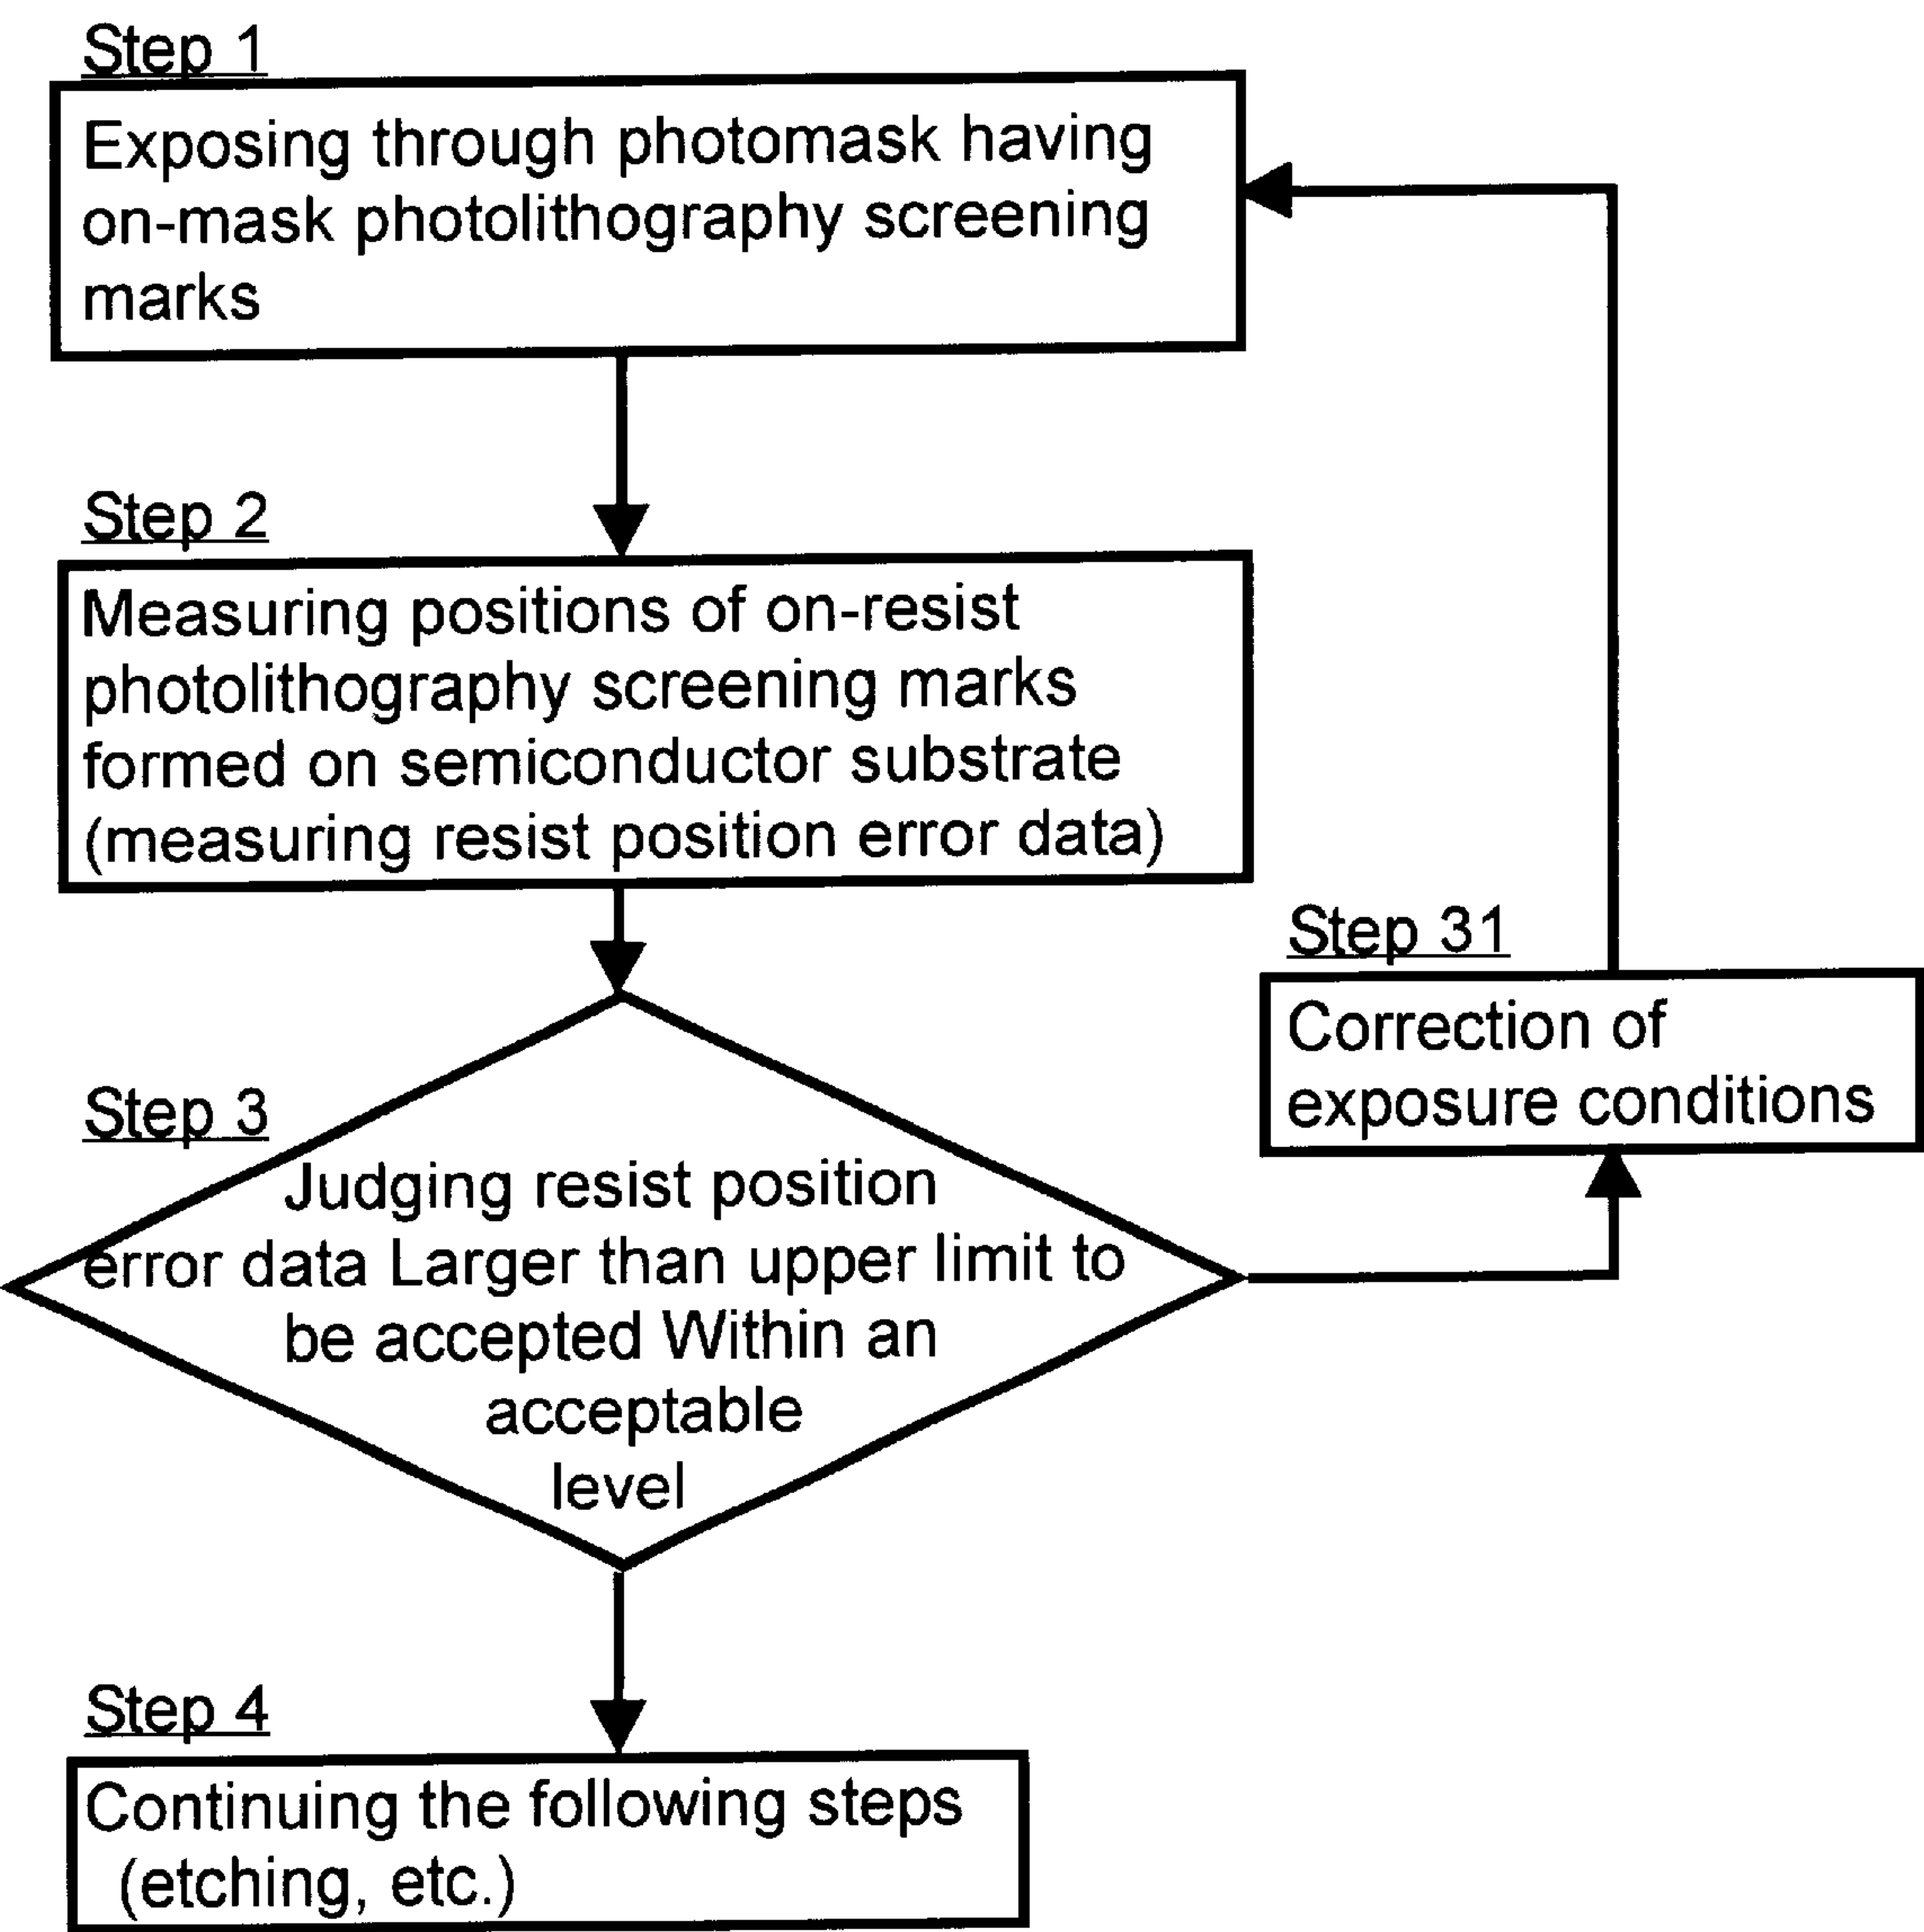 Step 1
Exposing through photomask having
on-mask photolithography screening
marks
Step 2
Measuring positions of on-resist
photolithography screening marks
formed on semiconductor substrate
(measuring resist position error data)
Step 31
Correction of
exposure conditions
Step 3
Judging resist position
error data Larger than upper limit to
be accepted Within an
acceptable
level
Step 4
Continuing the following steps
(etching, etc.)